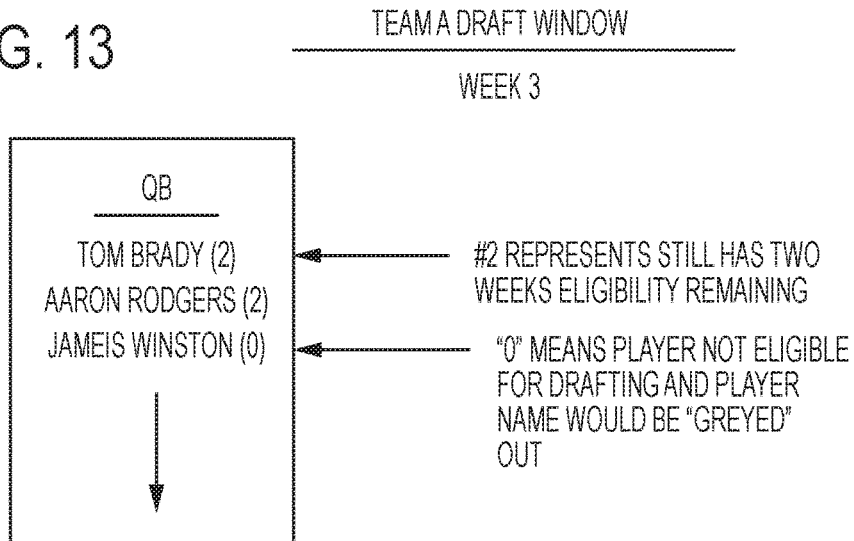 G. 13
TEAM A DRAFT WINDOW
WEEK 3
QB
TOM BRADY (2)
AARON RODGERS (2)
JAMEIS WINSTON (0)
#2 REPRESENTS STILL HAS TWO
WEEKS ELIGIBILITY REMAINING
"0" MEANS PLAYER NOT ELIGIBLE
FOR DRAFTING AND PLAYER
NAME WOULD BE "GREYED"
OUT